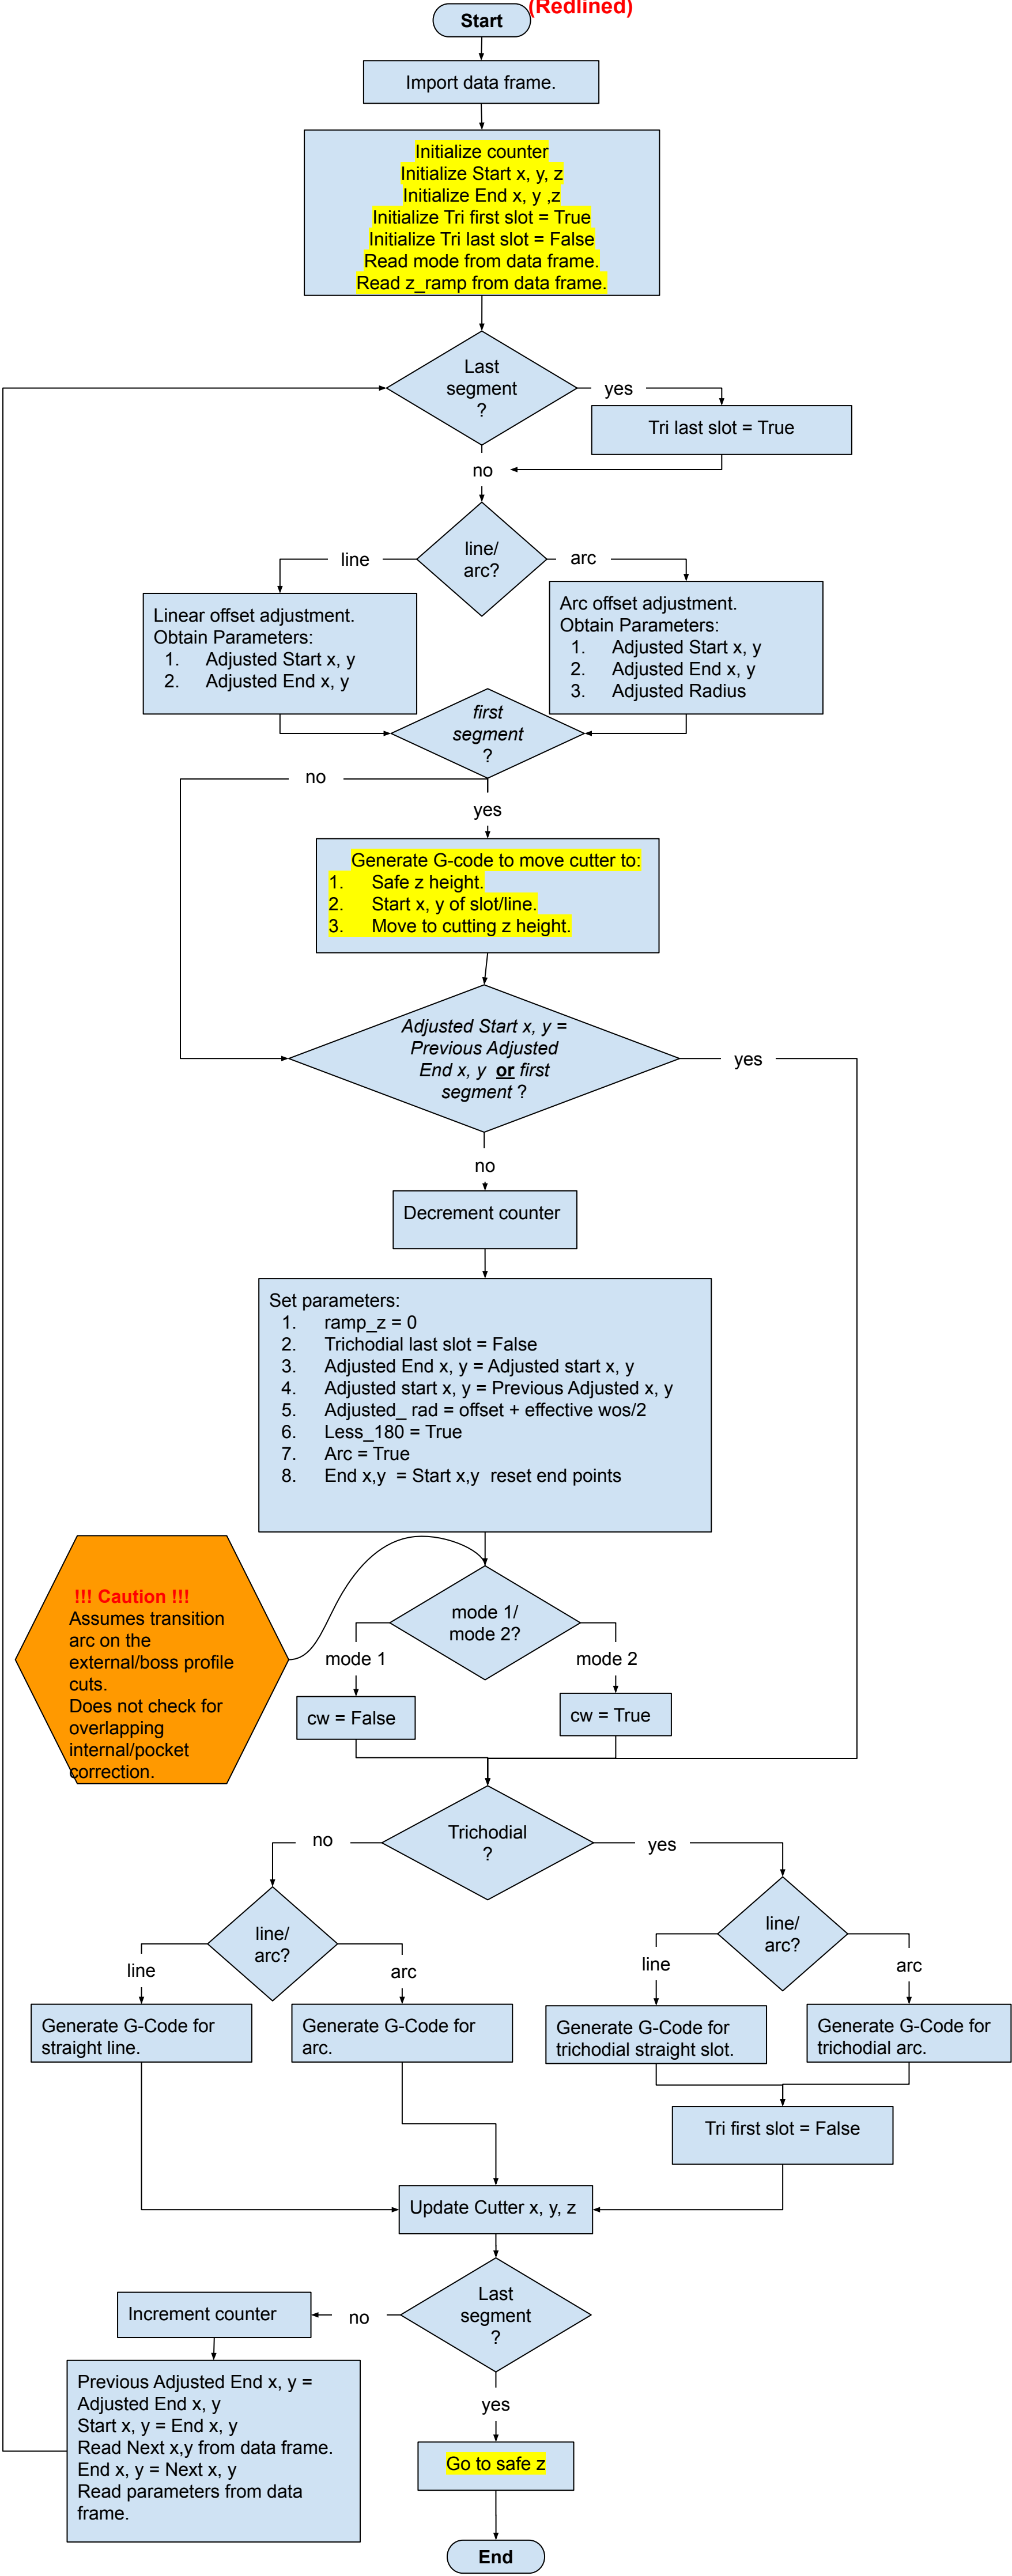 (Redlined)
Start
Import data frame.
Initialize counter
Initialize Start x, y, z
Initialize End x, y ,z
Initialize Tri first slot = True
Initialize Tri last slot = False
Read mode from data frame.
Read z_ramp from data frame.
Last
segment
?
yes
Tri last slot = True
no
line/
arc?
line
arc
Linear offset adjustment.
Obtain Parameters:
1. Adjusted Start x, y
2. Adjusted End x, y
Arc offset adjustment.
Obtain Parameters:
1. Adjusted Start x, y
2. Adjusted End x, y
3. Adjusted Radius
first
segment
?
no
yes
Generate G-code to move cutter to:
1. Safe z height.
2. Start x, y of slot/line.
3. Move to cutting z height.
Adjusted Start x, y =
Previous Adjusted
End x, y or first
segment ?
yes
no
Decrement counter
Set parameters:
1. ramp_z = 0
2. Trichodial last slot = False
3. Adjusted End x, y = Adjusted start x, y
4. Adjusted start x, y = Previous Adjusted x, y
5. Adjusted_ rad = offset + effective wos/2
6. Less_180 = True
7. Arc = True
8. End x,y = Start x,y reset end points
!!! Caution !!!
Assumes transition
arc on the
external/boss profile
cuts.
Does not check for
overlapping
internal/pocket
correction.
mode 1/
mode 2?
mode 1
mode 2
cw = False
cw = True
Trichodial
?
no
yes
line/
arc?
line
arc
line/
arc?
line
arc
Generate G-Code for
straight line.
Generate G-Code for
arc.
Generate G-Code for
trichodial straight slot.
Generate G-Code for
trichodial arc.
Tri first slot = False
Update Cutter x, y, z
Last
segment
?
no
Increment counter
Previous Adjusted End x, y =
Adjusted End x, y
Start x, y = End x, y
Read Next x,y from data frame.
End x, y = Next x, y
Read parameters from data
frame.
yes
Go to safe z
End